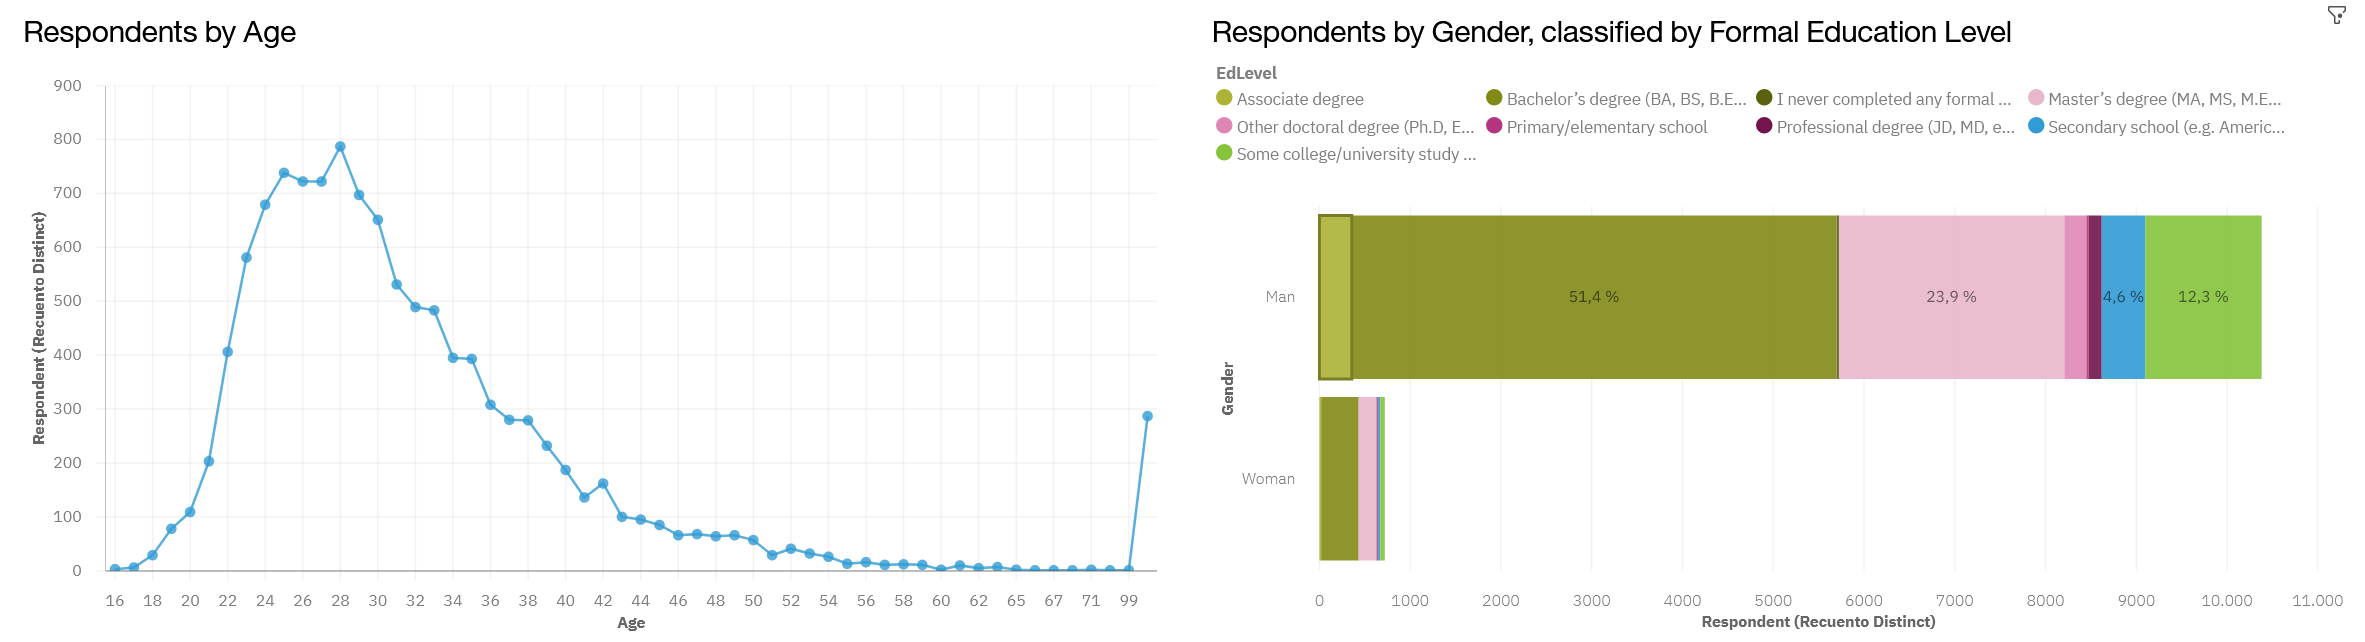 Respondents by Age
900
800
700
600
500
400
300
200
100
0
Respondent (Recuento Distinct)
16 18 20 22 24 26 28 30 32 34 36 38 40 42 44 46 48 50 52 54 56 58 60 62 65 67 71 99
Age
Respondents by Gender, classified by Formal Education Level
EdLevel
Associate degree Bachelor’s degree (BA, BS, B.E... I never completed any formal ... Master’s degree (MA, MS, M.E...
Other doctoral degree (Ph.D, E... Primary/elementary school Professional degree (JD, MD, e... Secondary school (e.g. Americ...
Some college/university study ...
Gender
Man 51,4 % 23,9 % 4,6 % 12,3 %
Woman
0 1000 2000 3000 4000 5000 6000 7000 8000 9000 10.000 11.000
Respondent (Recuento Distinct)